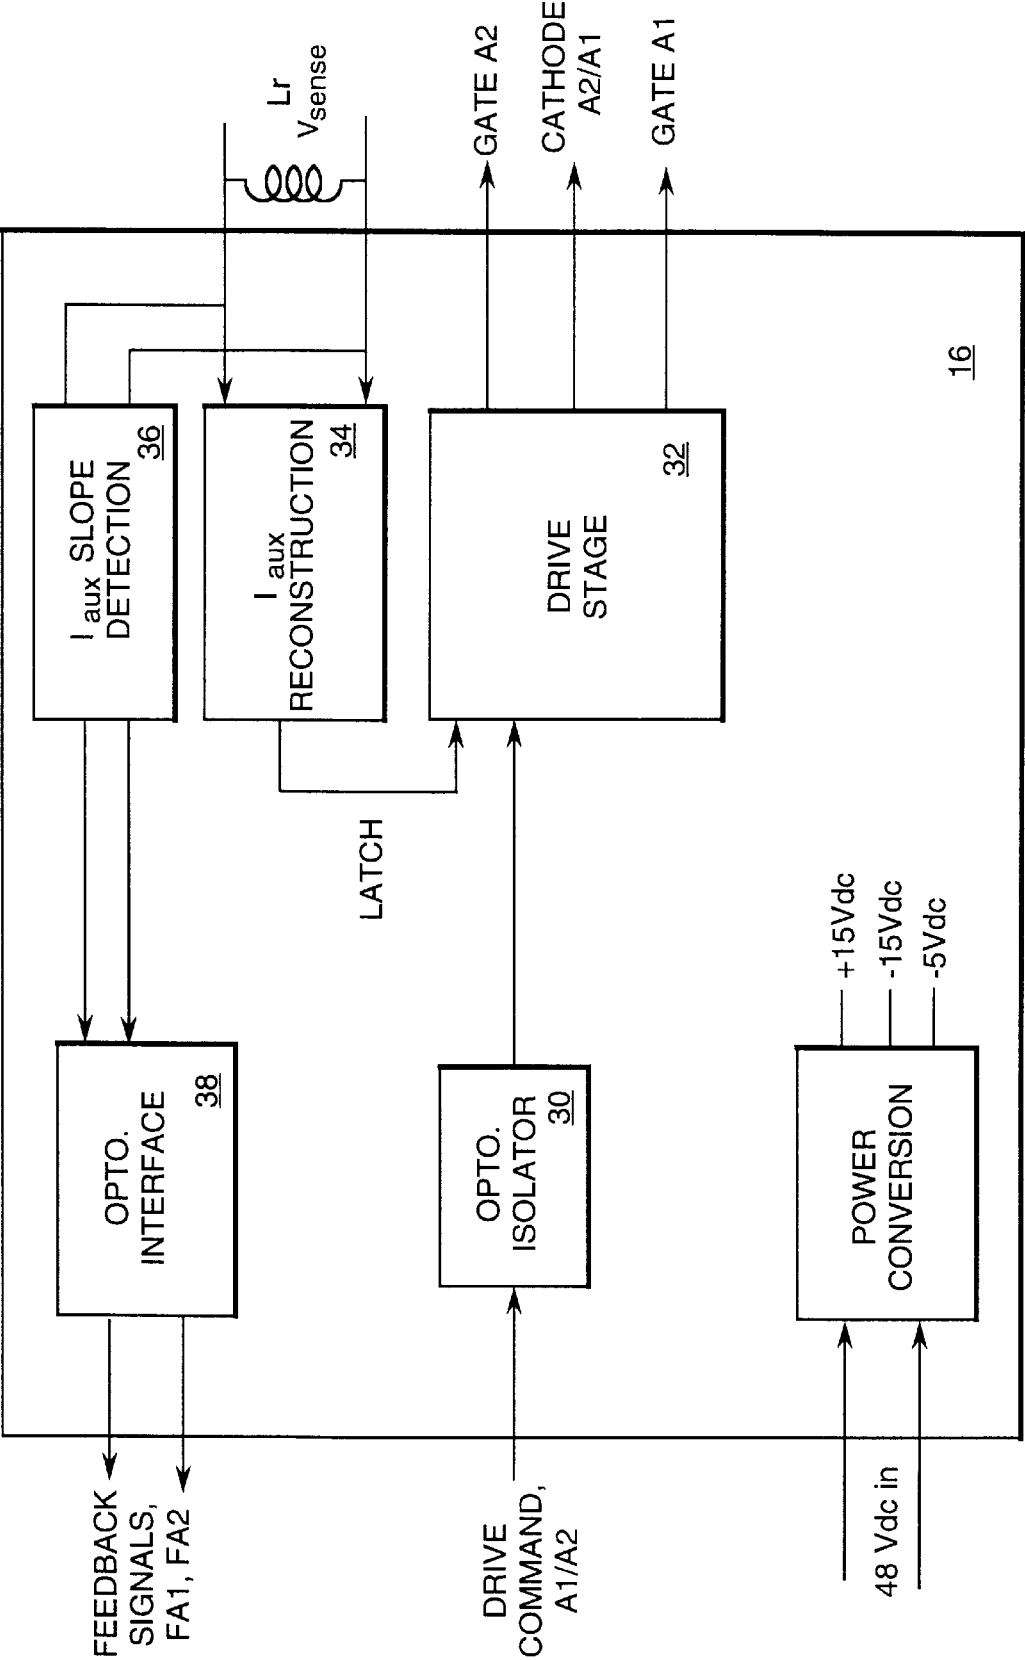 FEEDBACK
SIGNALS,
FA1, FA2
OPTO.
INTERFACE
38
I aux SLOPE
DETECTION
36
Lr
Vsense
I aux
RECONSTRUCTION
34
LATCH
DRIVE
COMMAND,
A1/A2
OPTO.
ISOLATOR
30
DRIVE
STAGE
32
GATE A2
CATHODE
A2/A1
GATE A1
48 Vdc in
POWER
CONVERSION
+15Vdc
-15Vdc
-5Vdc
16